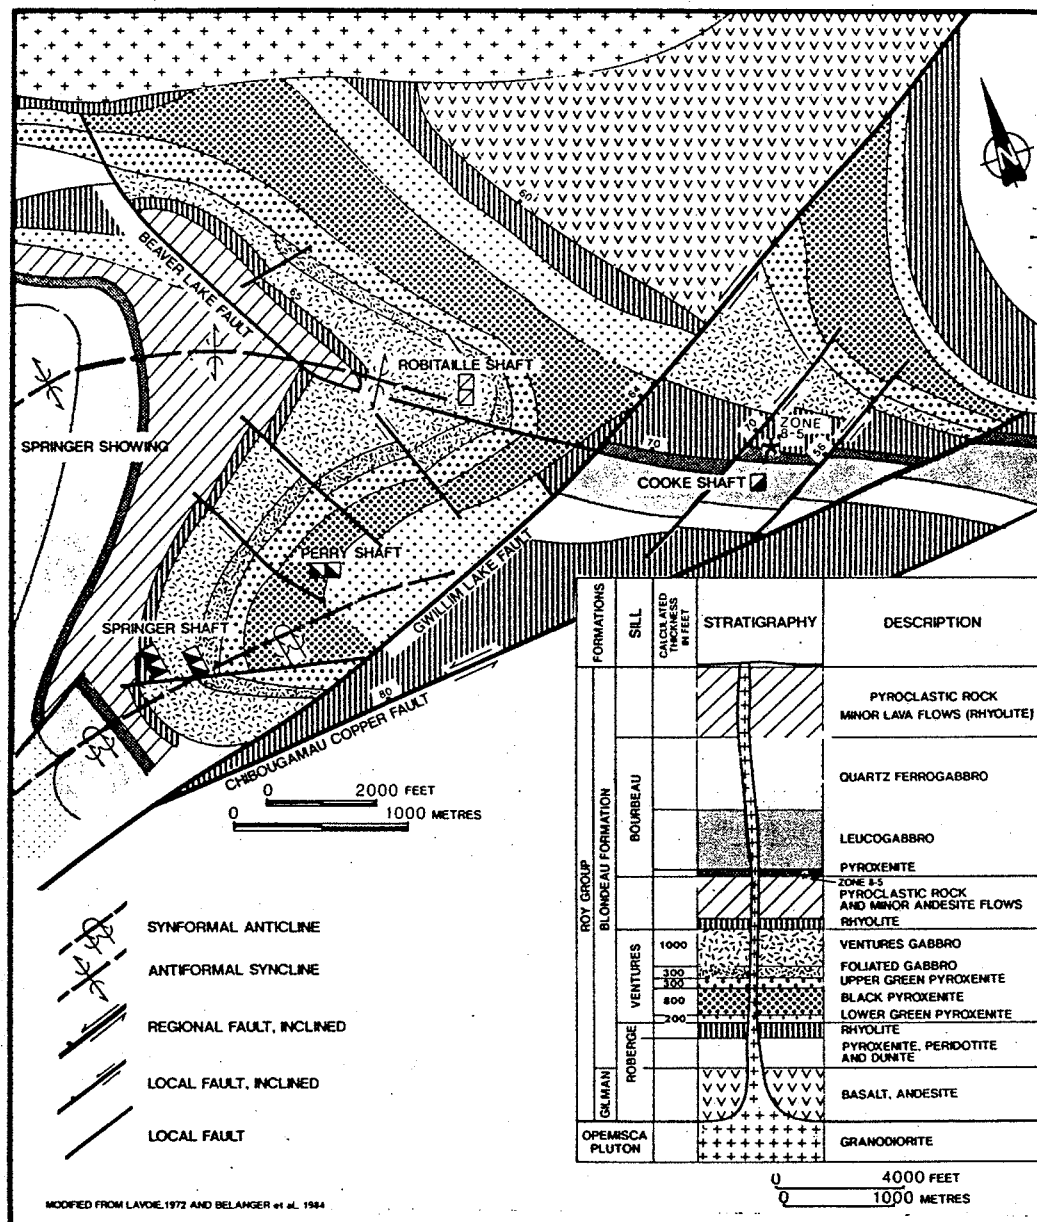 N
60
BEAVER LAKE FAULT
ROBITAILLE SHAFT
SPRINGER SHOWING
70
70
ZONE
8-5
56
COOKE SHAFT
PERRY SHAFT
GWILLIM LAKE FAULT
SPRINGER SHAFT
80
CHIBOUGAMAU COPPER FAULT
0 2000 FEET
0 1000 METRES
SYNFORMAL ANTICLINE
ANTIFORMAL SYNCLINE
REGIONAL FAULT, INCLINED
LOCAL FAULT, INCLINED
LOCAL FAULT
MODIFIED FROM LAVOIE, 1972 AND BELANGER et al. 1984
FORMATIONS
SILL
CALCULATED
THICKNESS
IN FEET
STRATIGRAPHY
DESCRIPTION
ROY GROUP
BLONDEAU FORMATION
GILMAN
BOURBEAU
VENTURES
ROBERGE
PYROCLASTIC ROCK
MINOR LAVA FLOWS (RHYOLITE)
QUARTZ FERROGABBRO
LEUCOGABBRO
PYROXENITE
ZONE 8-5
PYROCLASTIC ROCK
AND MINOR ANDESITE FLOWS
RHYOLITE
1000 VENTURES GABBRO
300 FOLIATED GABBRO
300 UPPER GREEN PYROXENITE
800 BLACK PYROXENITE
200 LOWER GREEN PYROXENITE
RHYOLITE
PYROXENITE, PERIDOTITE
AND DUNITE
BASALT, ANDESITE
OPEMISCA
PLUTON
GRANODIORITE
0 4000 FEET
0 1000 METRES